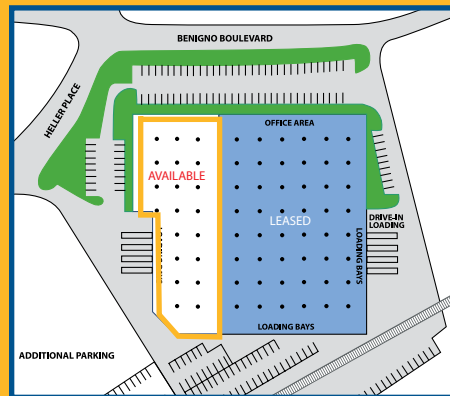 BENIGNO BOULEVARD
HELLER PLACE
OFFICE AREA
AVAILABLE
LEASED
DRIVE-IN
LOADING
LOADING BAYS
LOADING BAYS
ADDITIONAL PARKING